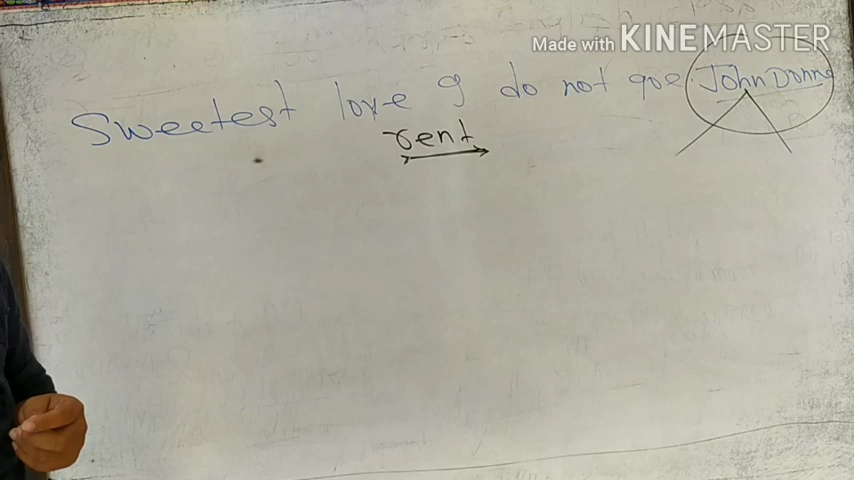 Made with KINEMASTER
Sweetest love I do not goe John Donne
rent